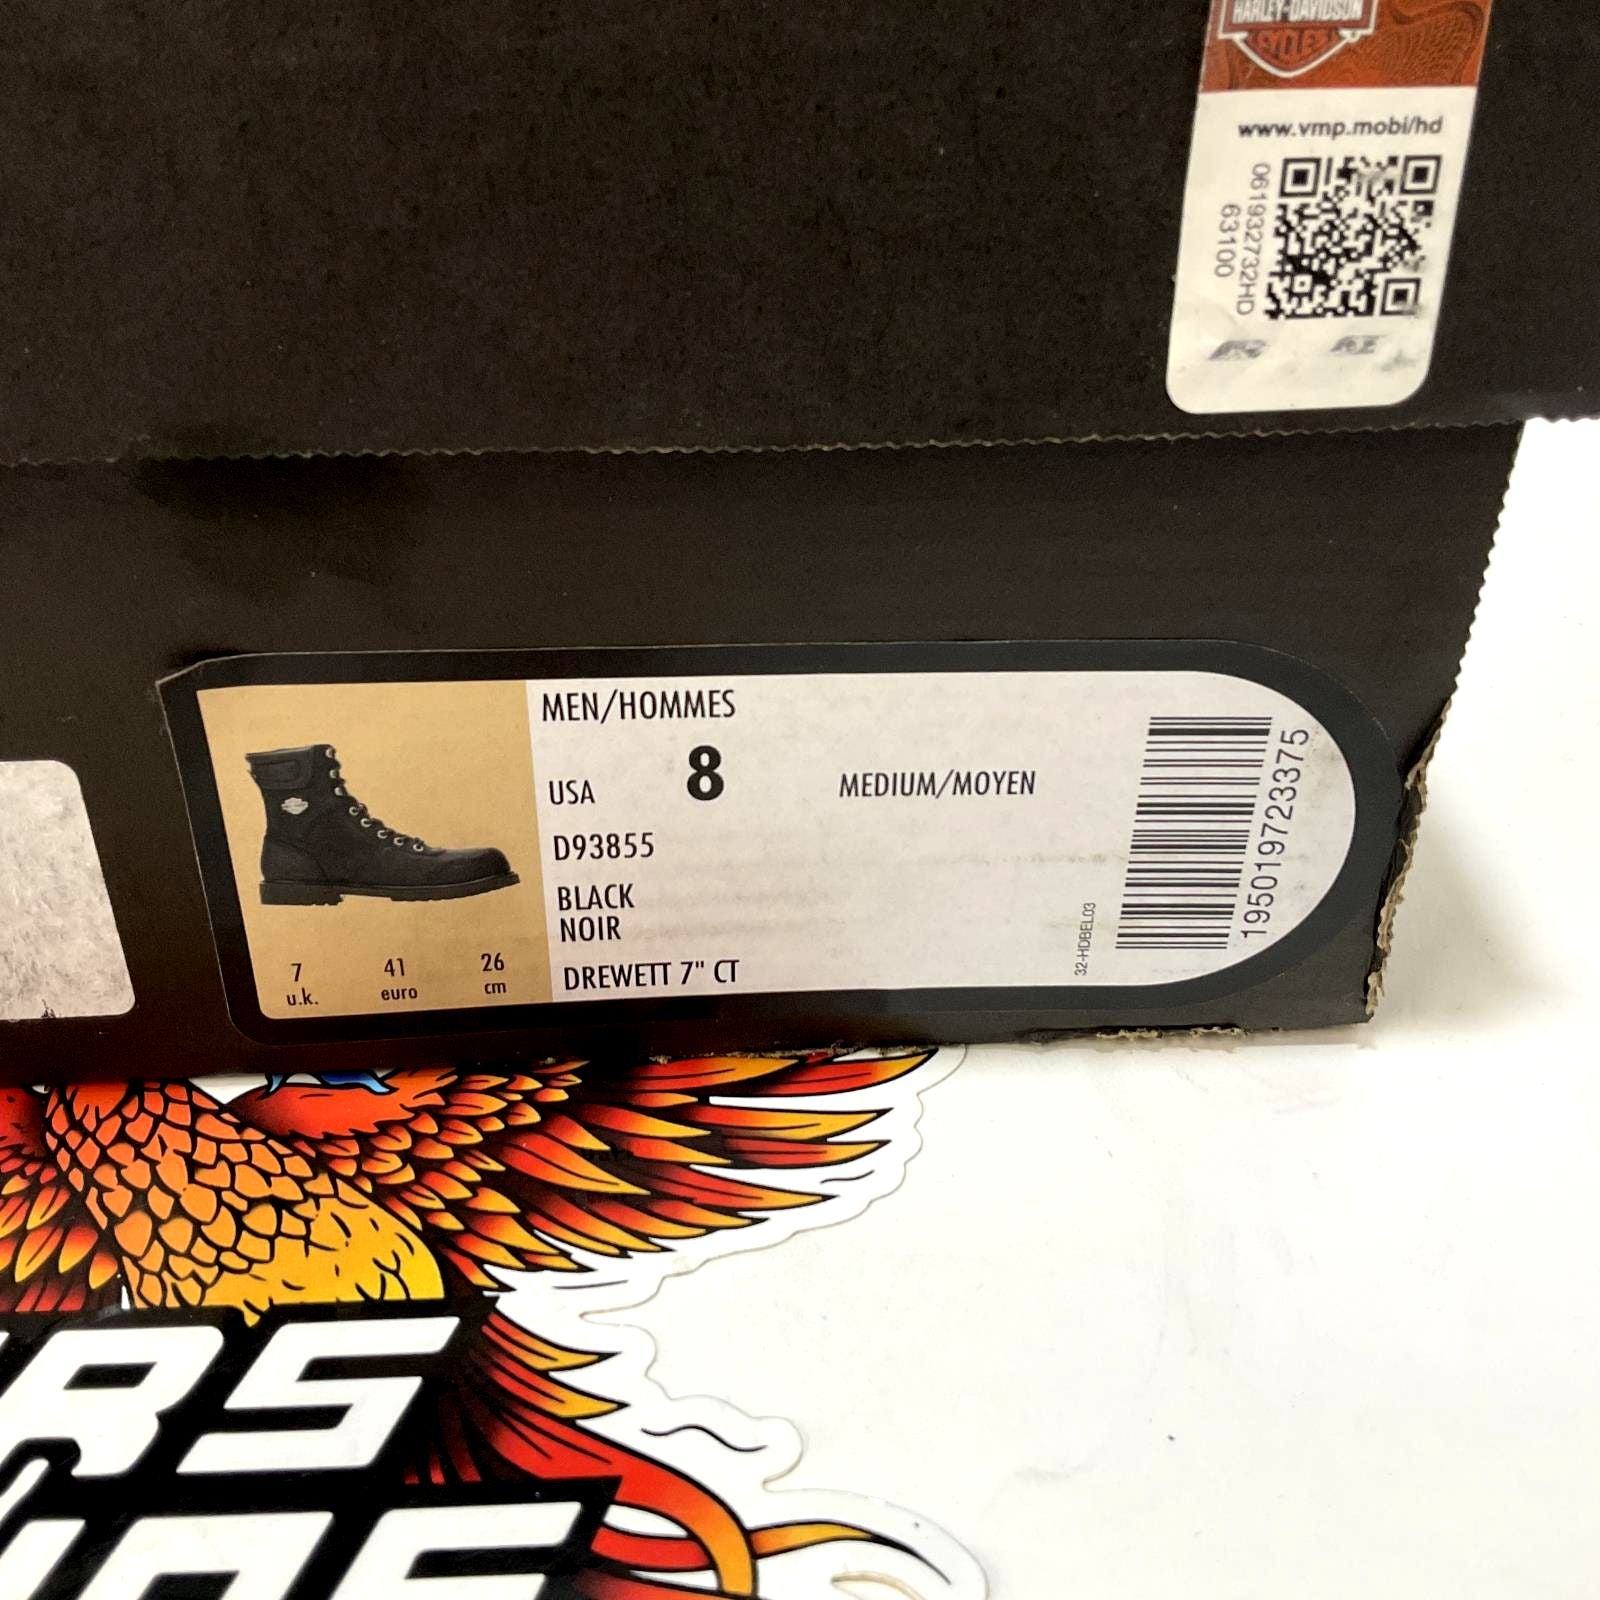 HARLEY-DAVIDSON
www.vmp.mobi/hd
061932732HD
63100
MEN/HOMMES
USA 8 MEDIUM/MOYEN
D93855
BLACK
NOIR
DREWETT 7" CT
7 41 26
u.k. euro cm
32-HDBEL03
195019723375
RS